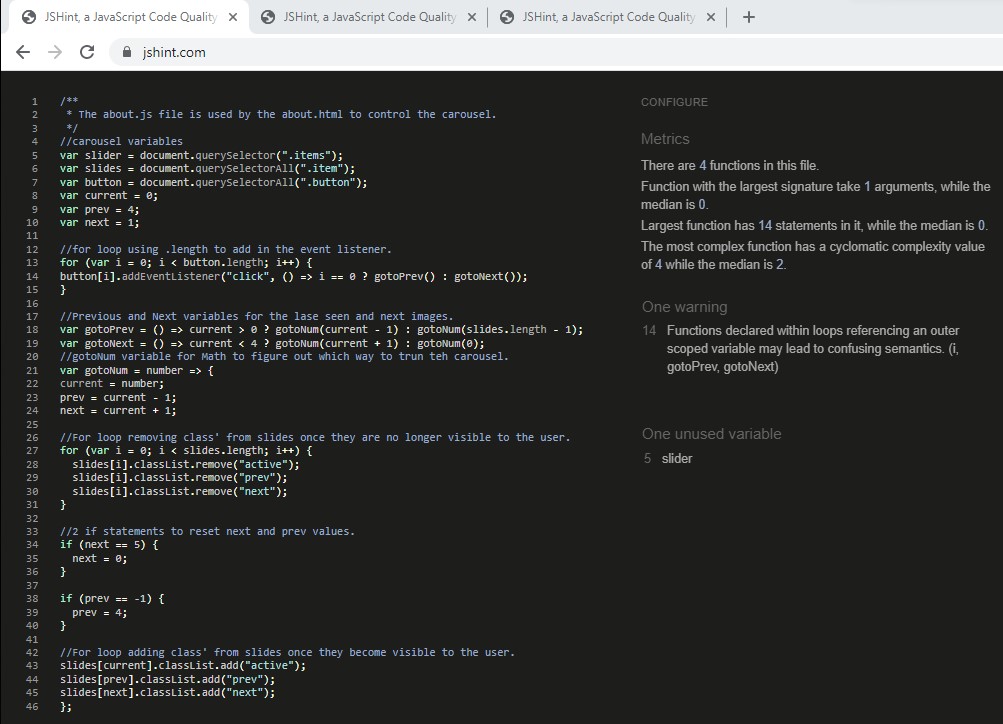 JSHint, a JavaScript Code Quality
JSHint, a JavaScript Code Quality
JSHint, a JavaScript Code Quality
jshint.com
1 /**
2 * The about.js file is used by the about.html to control the carousel.
3 */
4 //carousel variables
5 var slider = document.querySelector(".items");
6 var slides = document.querySelectorAll(".item");
7 var button = document.querySelectorAll(".button");
8 var current = 0;
9 var prev = 4;
10 var next = 1;
11
12 //for loop using .length to add in the event listener.
13 for (var i = 0; i < button.length; i++) {
14 button[i].addEventListener("click", () => i == 0 ? gotoPrev() : gotoNext());
15 }
16
17 //Previous and Next variables for the lase seen and next images.
18 var gotoPrev = () => current > 0 ? gotoNum(current - 1) : gotoNum(slides.length - 1);
19 var gotoNext = () => current < 4 ? gotoNum(current + 1) : gotoNum(0);
20 //gotoNum variable for Math to figure out which way to trun teh carousel.
21 var gotoNum = number => {
22 current = number;
23 prev = current - 1;
24 next = current + 1;
25
26 //For loop removing class' from slides once they are no longer visible to the user.
27 for (var i = 0; i < slides.length; i++) {
28 slides[i].classList.remove("active");
29 slides[i].classList.remove("prev");
30 slides[i].classList.remove("next");
31 }
32
33 //2 if statements to reset next and prev values.
34 if (next == 5) {
35 next = 0;
36 }
37
38 if (prev == -1) {
39 prev = 4;
40 }
41
42 //For loop adding class' from slides once they become visible to the user.
43 slides[current].classList.add("active");
44 slides[prev].classList.add("prev");
45 slides[next].classList.add("next");
46 };
CONFIGURE
Metrics
There are 4 functions in this file.
Function with the largest signature take 1 arguments, while the
median is 0.
Largest function has 14 statements in it, while the median is 0.
The most complex function has a cyclomatic complexity value
of 4 while the median is 2.
One warning
14 Functions declared within loops referencing an outer
scoped variable may lead to confusing semantics. (i,
gotoPrev, gotoNext)
One unused variable
5 slider